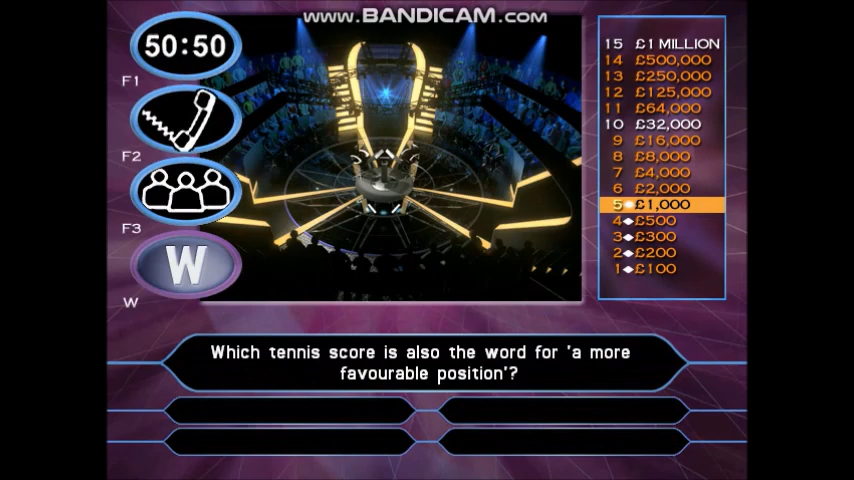 www.BANDICAM.com
50:50
F1
F2
F3
W
W
15 £1 MILLION
14 £500,000
13 £250,000
12 £125,000
11 £64,000
10 £32,000
9 £16,000
8 £8,000
7 £4,000
6 £2,000
5◆£1,000
4◆£500
3◆£300
2◆£200
1◆£100
Which tennis score is also the word for 'a more
favourable position'?